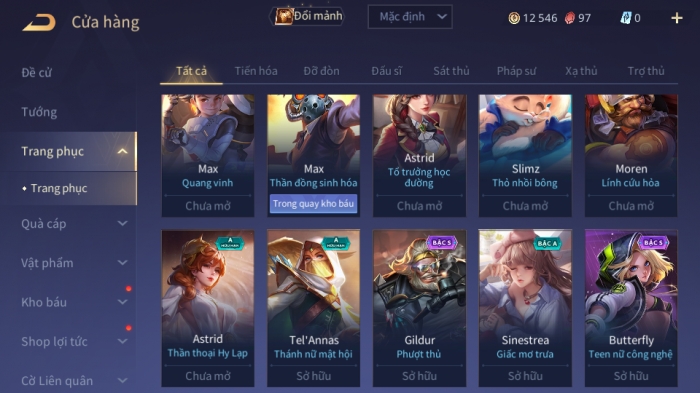 Cửa hàng
Đổi mảnh
Mặc định
12 546
97
0
Đề cử
Tướng
Trang phục
Trang phục
Quà cáp
Vật phẩm
Kho báu
Shop lợi tức
Cờ Liên quân
Tất cả
Tiến hóa
Đỡ đòn
Đấu sĩ
Sát thủ
Pháp sư
Xạ thủ
Trợ thủ
Max
Quang vinh
Chưa mở
Max
Thần đồng sinh hóa
Trong quay kho báu
Astrid
Tổ trưởng học
đường
Chưa mở
Slimz
Thỏ nhồi bông
Chưa mở
Moren
Lính cứu hỏa
Chưa mở
A
HỮU HẠN
Astrid
Thần thoại Hy Lạp
Chưa mở
A
HỮU HẠN
Tel'Annas
Thánh nữ mật hội
Sở hữu
BẬC S
Gildur
Phượt thủ
Sở hữu
BẬC A
Sinestrea
Giấc mơ trưa
Sở hữu
BẬC S
Butterfly
Teen nữ công nghệ
Sở hữu